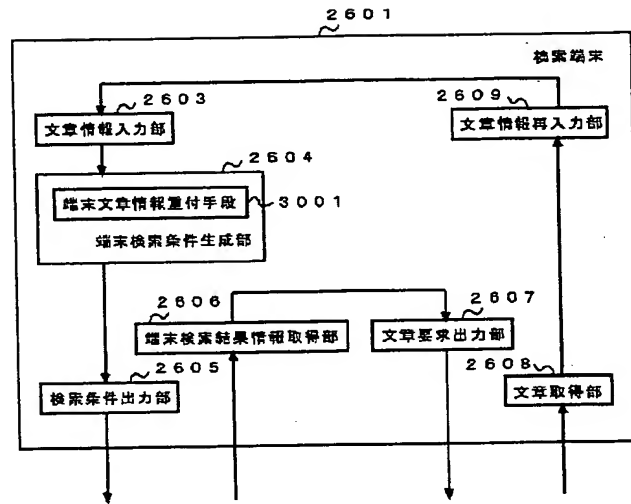 2601
検索端末
2603
2609
文章情報入力部
文章情報再入力部
2604
端末文章情報重付手段
3001
端末検索条件生成部
2606
2607
端末検索結果情報取得部
文章要求出力部
2605
2608
検索条件出力部
文章取得部